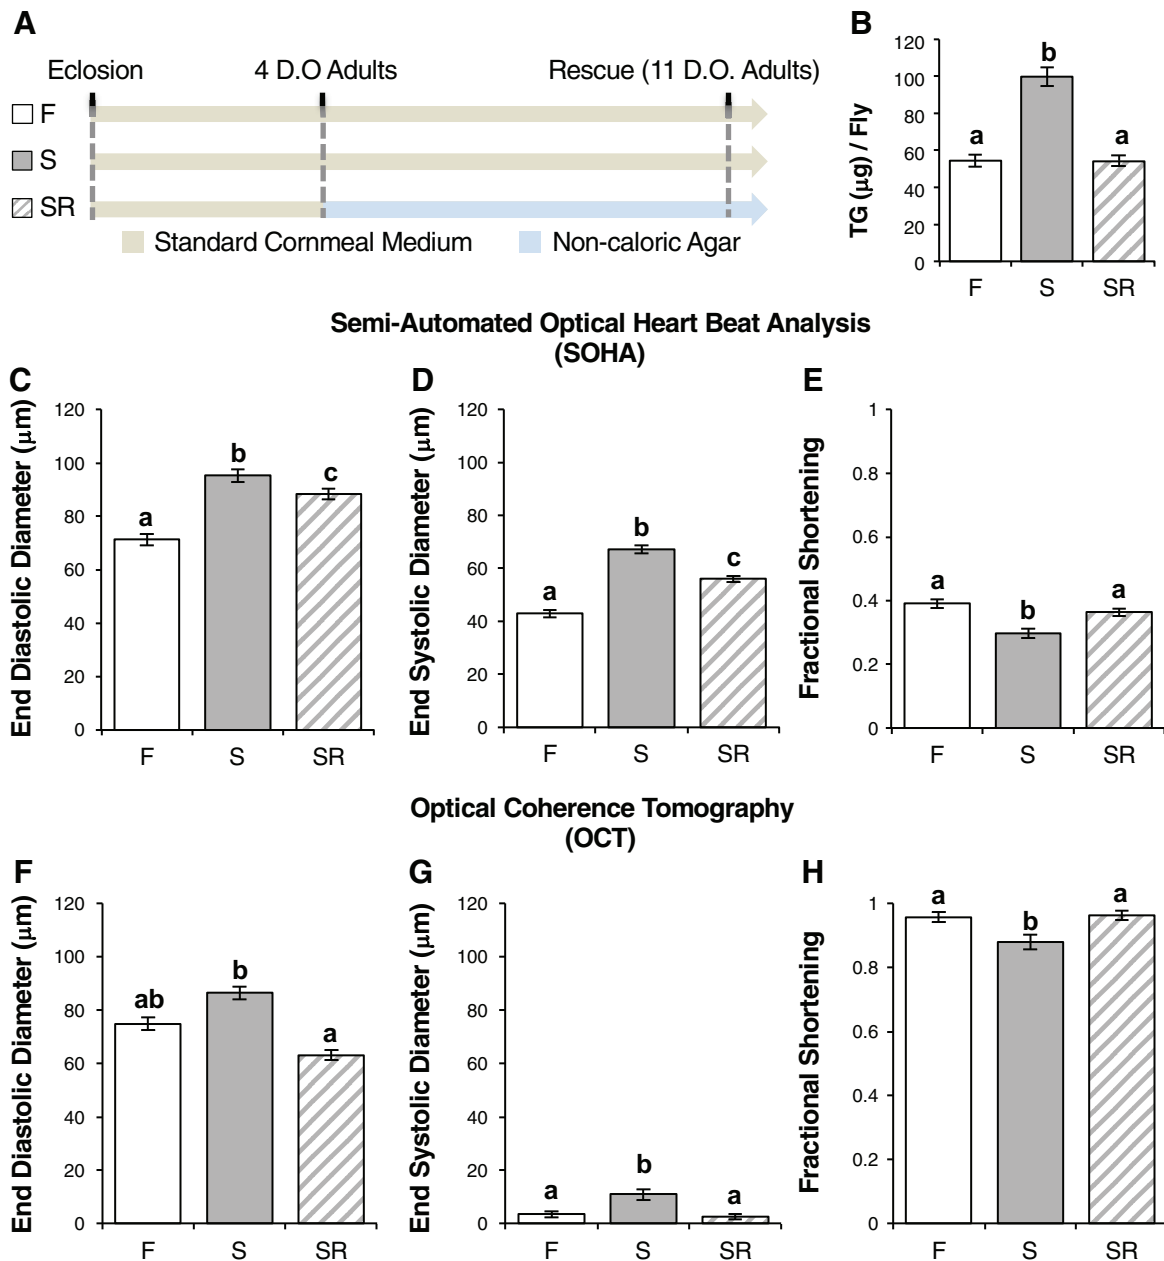 A
Eclosion 4 D.O Adults Rescue (11 D.O. Adults)
F
S
SR
Standard Cornmeal Medium Non-caloric Agar
B
TG (µg) / Fly
120
100
80
60
40
20
0
a b a
F S SR
Semi-Automated Optical Heart Beat Analysis
(SOHA)
C
End Diastolic Diameter (µm)
120
100
80
60
40
20
0
a b c
F S SR
D
End Systolic Diameter (µm)
120
100
80
60
40
20
0
a b c
F S SR
E
Fractional Shortening
1
0.8
0.6
0.4
0.2
0
a b a
F S SR
Optical Coherence Tomography
(OCT)
F
End Diastolic Diameter (µm)
120
100
80
60
40
20
0
ab b a
F S SR
G
End Systolic Diameter (µm)
120
100
80
60
40
20
0
a b a
F S SR
H
Fractional Shortening
1
0.8
0.6
0.4
0.2
0
a b a
F S SR